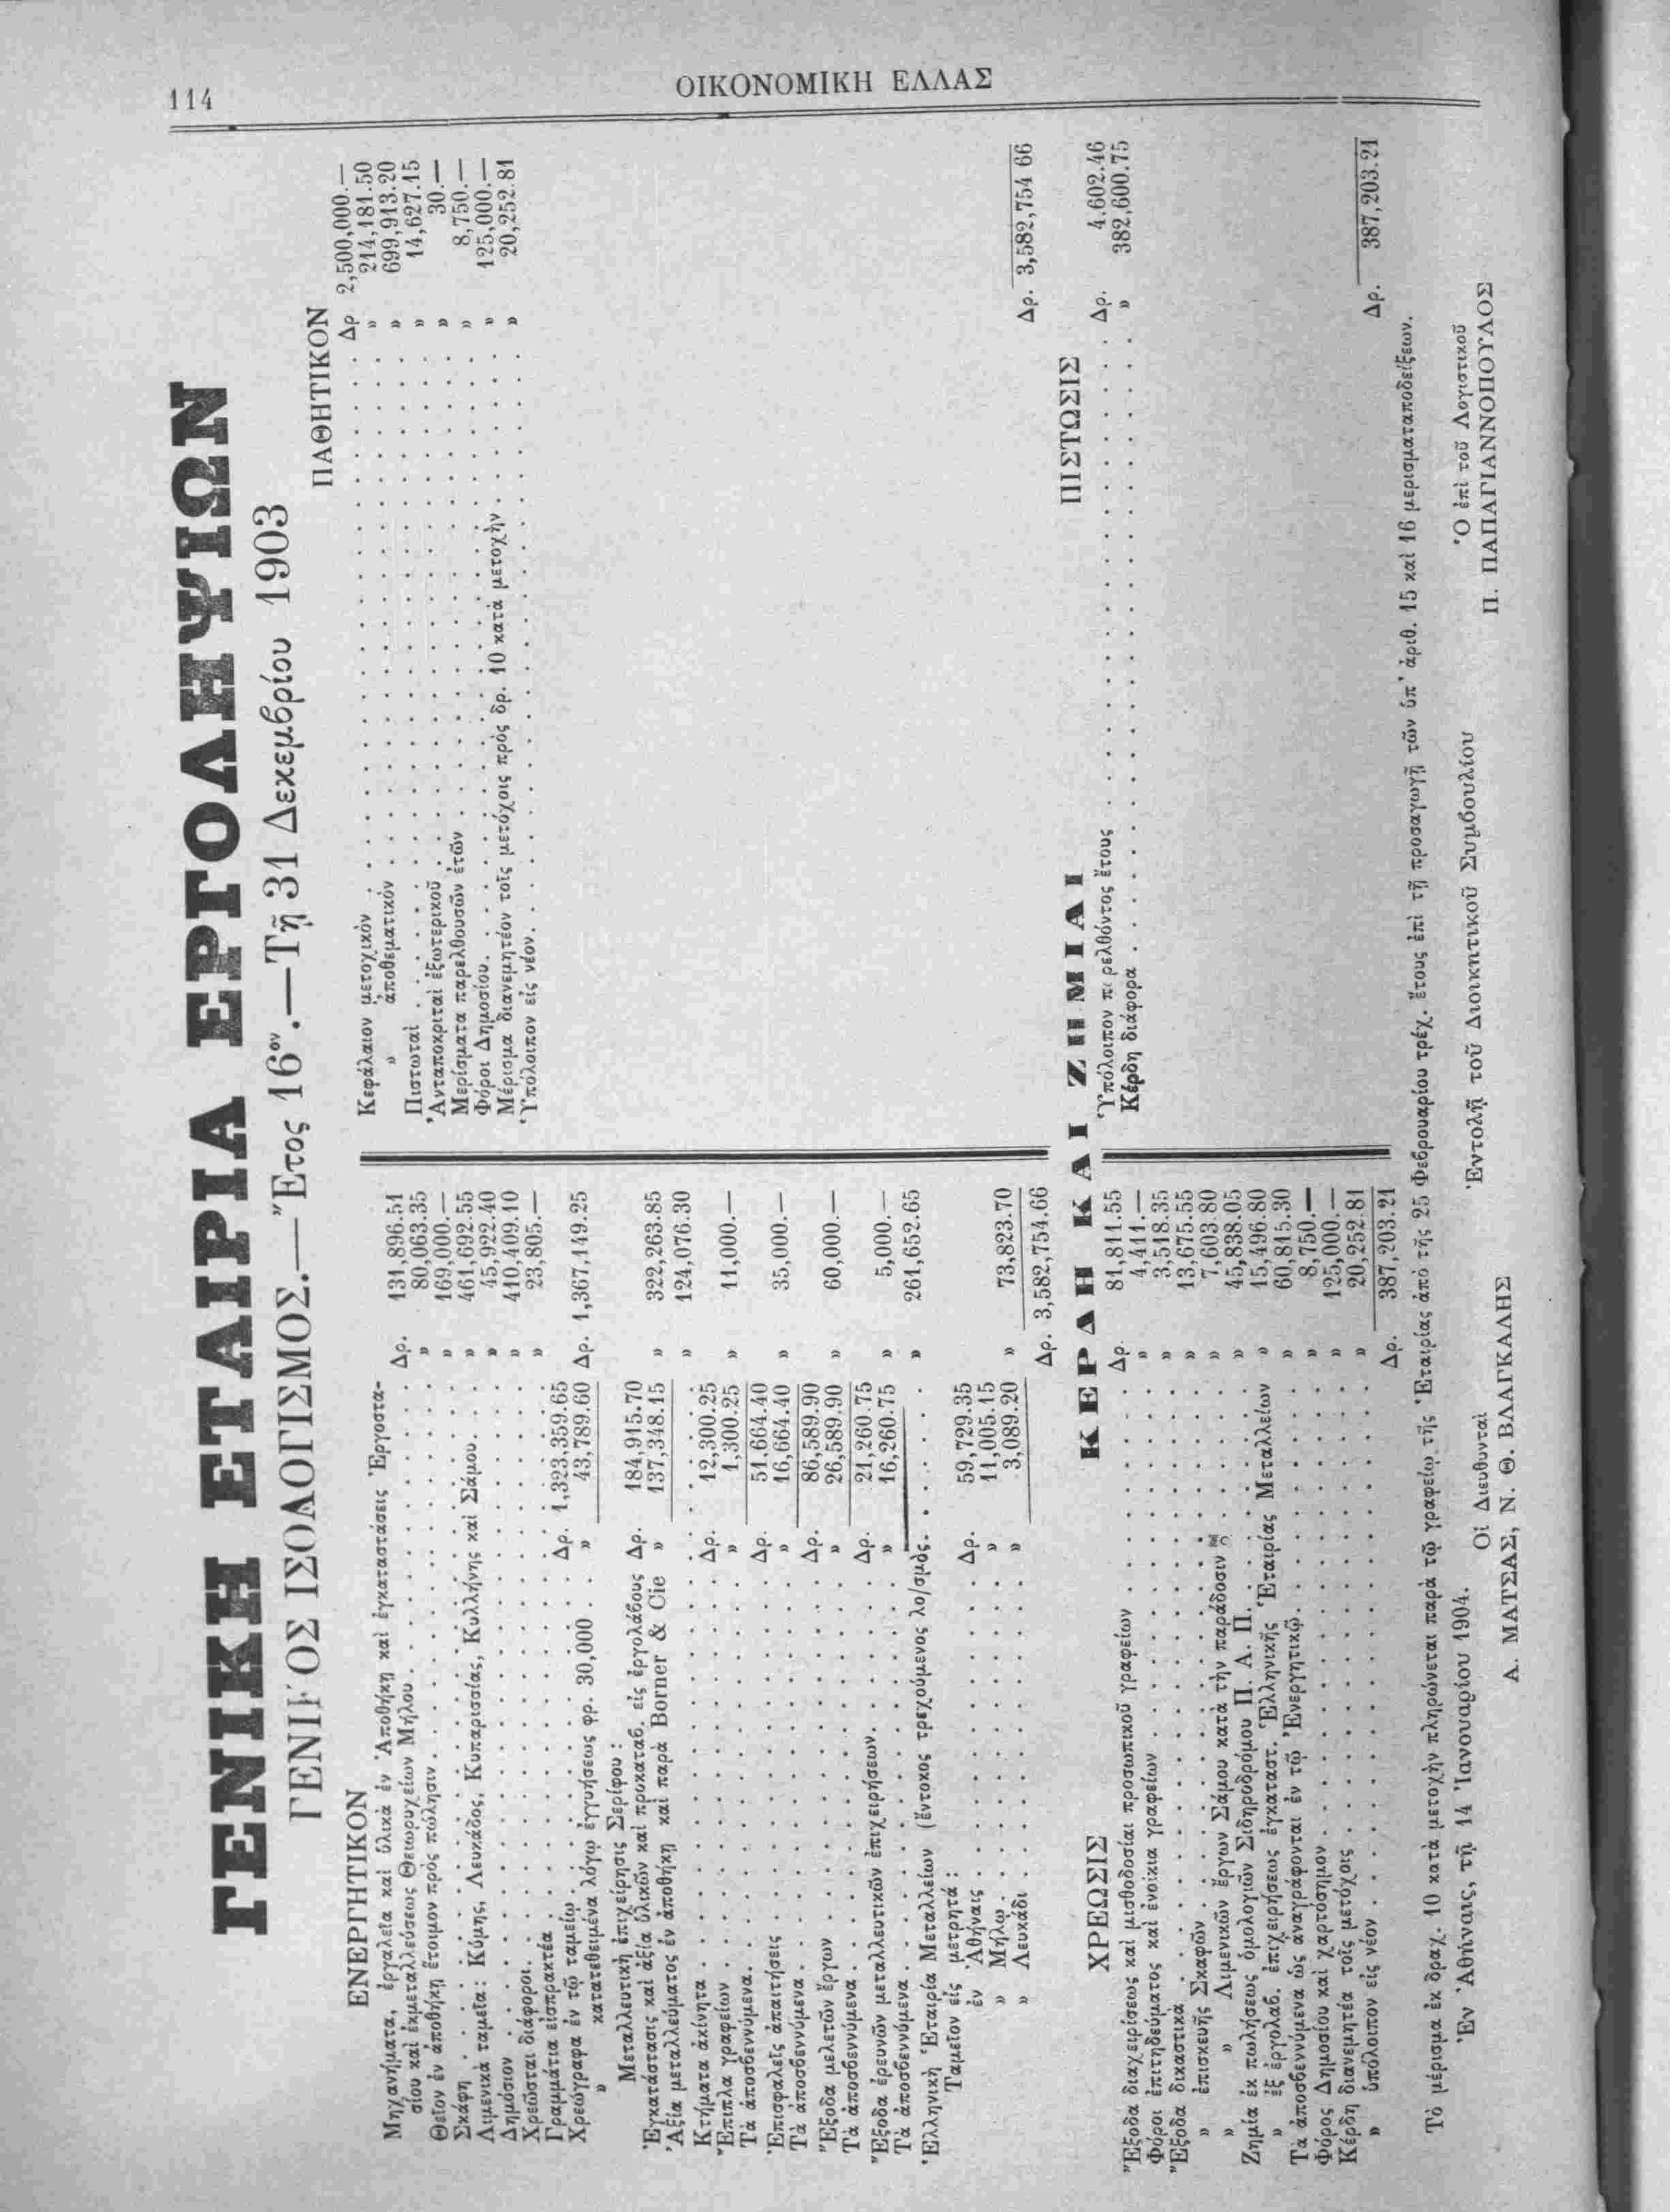 114
ΟΙΚΟΝΟΜΙΚΗ ΕΛΛΑΣ
ΓΕΝΙΚΗ ΕΤΑΙΡΙΑ ΕΡΓΟΛΗΨΙΩΝ
ΓΕΝΙΚΟΣ ΙΣΟΛΟΓΙΣΜΟΣ.—Ἔτος 16ον.—Τῇ 31 Δεκεμβρίου 1903
ΕΝΕΡΓΗΤΙΚΟΝ
Μηχανήματα, ἐργαλεῖα καὶ ὑλικὰ ἐν Ἀποθήκῃ καὶ ἐγκαταστάσεις Ἐργοστα-
σίου καὶ ἐκμεταλλεύσεως Θειωρυχείων Μήλου . . . Δρ. 131,896.51
Θεῖον ἐν ἀποθήκῃ ἕτοιμον πρὸς πώλησιν . . . » 80,063.35
Σκάφη . . . » 169,000.—
Λιμενικὰ ταμεῖα: Κύμης, Λευκάδος, Κυπαρισσίας, Κυλλήνης καὶ Σάμου . . . » 461,692.55
Δημόσιον . . . » 45,922.40
Χρεῶσται διάφοροι . . . » 410,409.10
Γραμμάτια εἰσπρακτέα . . . » 23,805.—
Χρεώγραφα ἐν τῷ ταμείῳ . . . Δρ. 1,323,359.65
» κατατεθειμένα λόγῳ ἐγγυήσεως φρ. 30,000 . . » 43,789.60 Δρ. 1,367,149.25
Μεταλλευτικὴ ἐπιχείρησις Σερίφου:
Ἐγκατάστασις καὶ ἀξία ὑλικῶν καὶ προκαταβ. εἰς ἐργολάβους Δρ. 184,915.70
Ἀξία μεταλλεύματος ἐν ἀποθήκῃ καὶ παρὰ Borner & Cie » 137,348.15 » 322,263.85
Κτήματα ἀκίνητα . . . » 124,076.30
Ἔπιπλα γραφείων . . . Δρ. 12,300.25
Τὰ ἀποσβεννύμενα . . . » 1,300.25 » 11,000.—
Ἐπισφαλεῖς ἀπαιτήσεις . . . Δρ. 51.664.40
Τὰ ἀποσβεννύμενα . . . » 16,664.40 » 35,000.—
Ἔξοδα μελετῶν ἔργων . . . Δρ. 86,589.90
Τὰ ἀποσβεννύμενα . . . » 26,589.90 » 60,000.—
Ἔξοδα ἐρευνῶν μεταλλευτικῶν ἐπιχειρήσεων . . . Δρ. 21,260.75
Τὰ ἀποσβεννύμενα . . . » 16,260.75 » 5,000.—
Ἑλληνικὴ Ἑταιρία Μεταλλείων (ἔντοκος τρεχούμενος λο/σμός . . . » 261,652.65
Ταμεῖον εἰς μετρητά:
ἐν Ἀθήναις . . . Δρ. 59,729.35
» Μήλῳ . . . » 11,005.15
» Λευκάδι . . . » 3,089.20 » 73,823.70
Δρ. 3,582,754.66
ΠΑΘΗΤΙΚΟΝ
Κεφάλαιον μετοχικὸν . . . Δρ 2,500,000.—
» ἀποθεματικόν . . . » 214,181.50
Πιστωταὶ . . . » 699,913.20
Ἀνταποκριταὶ ἐξωτερικοῦ . . . » 14,627.15
Μερίσματα παρελθουσῶν ἐτῶν . . . » 30.—
Φόροι Δημοσίου . . . » 8,750.—
Μέρισμα διανεμητέον τοῖς μετόχοις πρὸς δρ. 10 κατὰ μετοχὴν . . . » 125,000.—
Ὑπόλοιπον εἰς νέον . . . » 20,252.81
Δρ. 3,582,754 66
ΚΕΡΔΗ ΚΑΙ ΖΗΜΙΑΙ
ΧΡΕΩΣΙΣ
Ἔξοδα διαχειρίσεως καὶ μισθοδοσίαι προσωπικοῦ γραφείων . . . Δρ 81,811.55
Φόροι ἐπιτηδεύματος καὶ ἐνοίκια γραφείων . . . » 4,411.—
Ἔξοδα δικαστικά . . . » 3,518.35
» ἐπισκευῆς Σκαφῶν . . . » 13,675.55
» Λιμενικῶν ἔργων Σάμου κατὰ τὴν παράδοσιν . . » 7,603.80
Ζημία ἐκ πωλήσεως ὁμολογιῶν Σιδηροδρόμου Π. Α. Π. . . . » 45,838.05
» ἐξ ἐργολαβ. ἐπιχειρήσεως ἐγκαταστ. Ἑλληνικῆς Ἑταιρίας Μεταλλείων » 15,496.80
Τὰ ἀποσβεννύμενα ὡς ἀναγράφονται ἐν τῷ Ἐνεργητικῷ . . . » 60,815.30
Φόρος Δημοσίου καὶ χαρτόσημον . . . » 8,750.—
Κέρδη διανεμητέα τοῖς μετόχοις . . . » 125,000.—
» ὑπόλοιπον εἰς νέον . . . » 20,252.81
Δρ. 387,203.21
ΠΙΣΤΩΣΙΣ
Ὑπόλοιπον πα ρελθόντος ἔτους . . . Δρ. 4.602.46
Κέρδη διάφορα . . . » 382,600.75
Δρ. 387,203.21
Τὸ μέρισμα ἐκ δραχ. 10 κατὰ μετοχὴν πληρώνεται παρὰ τῷ γραφείῳ τῆς Ἑταιρίας ἀπὸ τῆς 25 Φεβρουαρίου τρέχ. ἔτους ἐπὶ τῇ προσαγωγῇ τῶν ὑπ' ἀριθ. 15 καὶ 16 μερισματαποδείξεων.
Ἐν Ἀθήναις, τῇ 14 Ἰανουαρίου 1904.
Οἱ Διευθυνταὶ
Α. ΜΑΤΣΑΣ, Ν. Θ. ΒΛΑΓΚΑΛΗΣ
Ἐντολῇ τοῦ Διοικητικοῦ Συμβουλίου
Ὁ ἐπὶ τοῦ Λογιστικοῦ
Π. ΠΑΠΑΓΙΑΝΝΟΠΟΥΛΟΣ